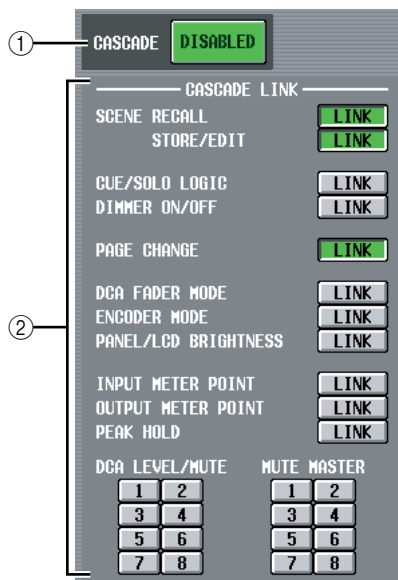 ① CASCADE DISABLED
② CASCADE LINK
SCENE RECALL LINK
STORE/EDIT LINK
CUE/SOLO LOGIC LINK
DIMMER ON/OFF LINK
PAGE CHANGE LINK
DCA FADER MODE LINK
ENCODER MODE LINK
PANEL/LCD BRIGHTNESS LINK
INPUT METER POINT LINK
OUTPUT METER POINT LINK
PEAK HOLD LINK
DCA LEVEL/MUTE MUTE MASTER
1 2 1 2
3 4 3 4
5 6 5 6
7 8 7 8